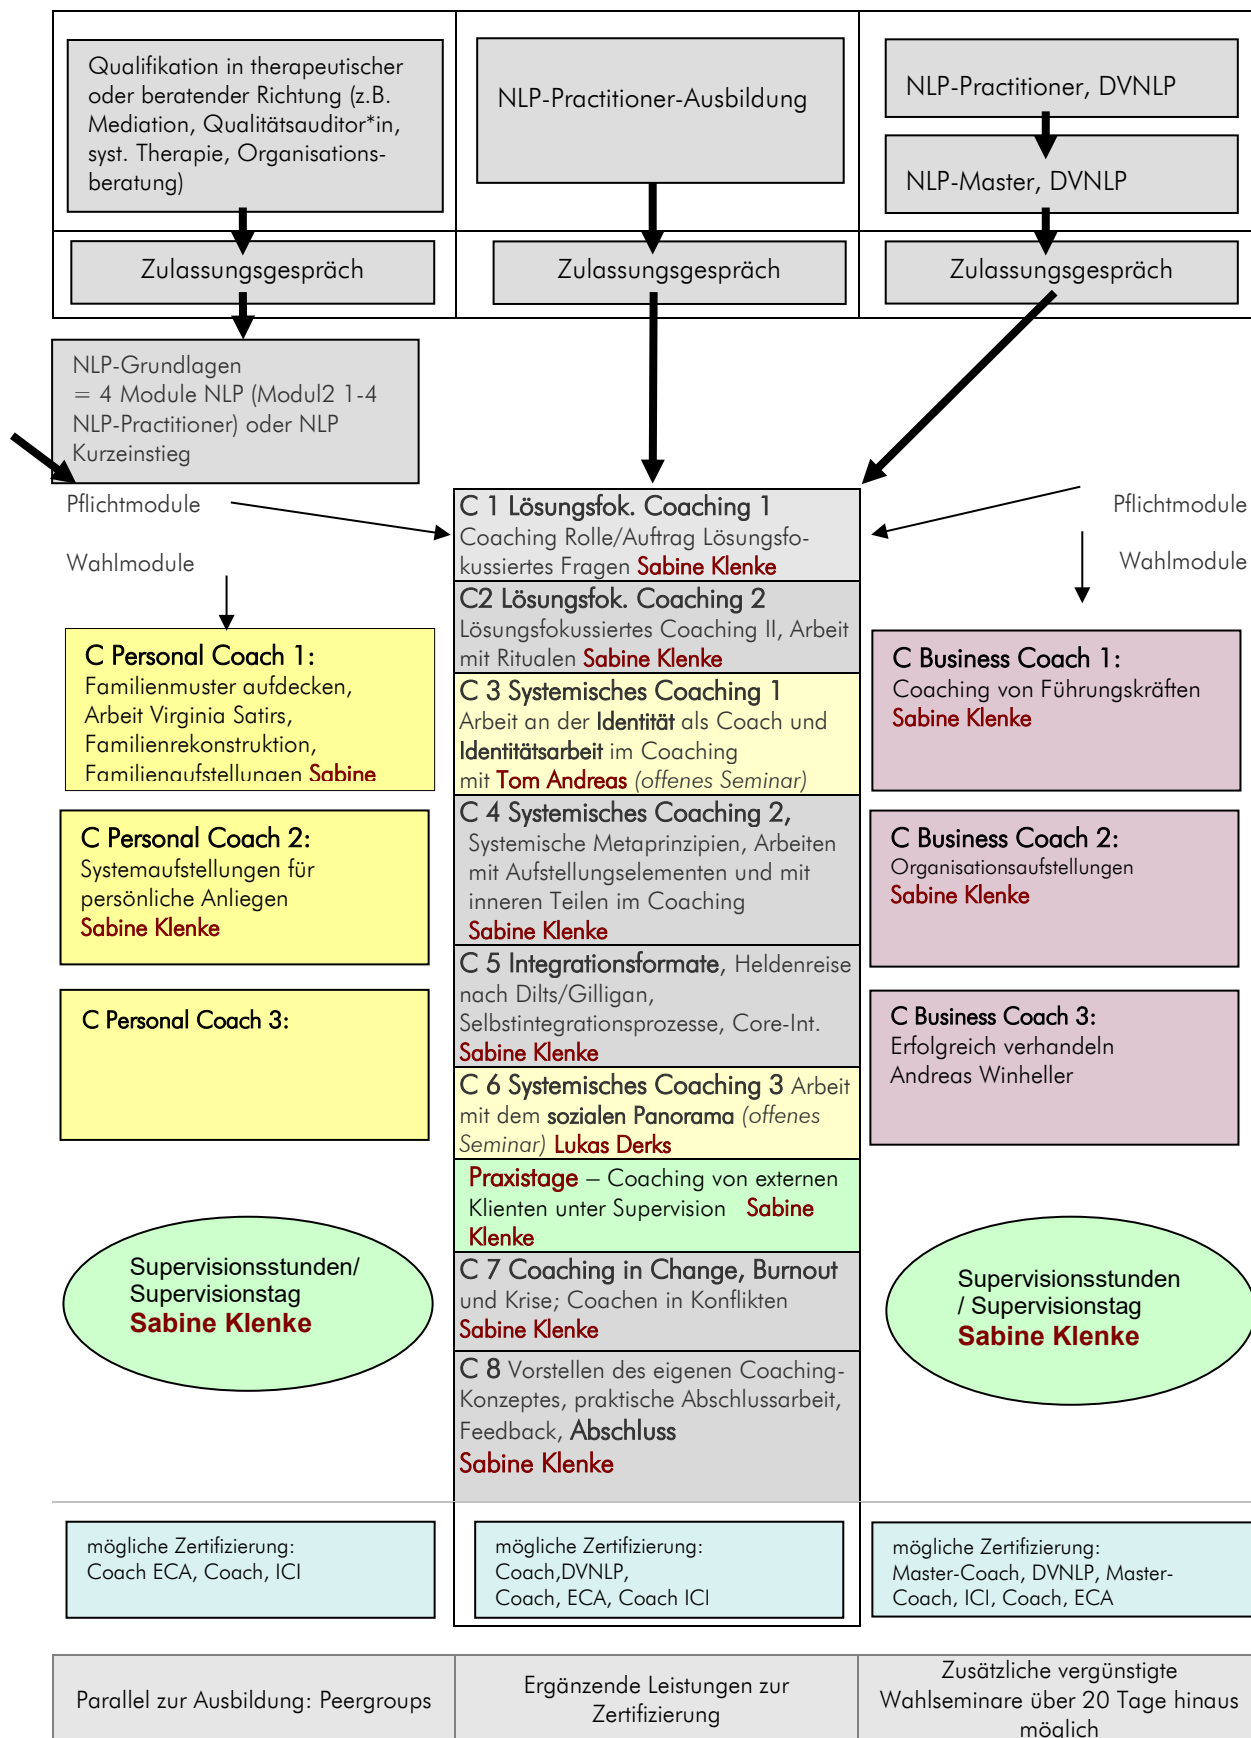 Qualifikation in therapeutischer
oder beratender Richtung (z.B.
Mediation, Qualitätsauditor*in,
syst. Therapie, Organisations-
beratung)
NLP-Practitioner-Ausbildung
NLP-Practitioner, DVNLP
NLP-Master, DVNLP
Zulassungsgespräch
Zulassungsgespräch
Zulassungsgespräch
NLP-Grundlagen
= 4 Module NLP (Modul2 1-4
NLP-Practitioner) oder NLP
Kurzeinstieg
Pflichtmodule
Wahlmodule
Pflichtmodule
Wahlmodule
C Personal Coach 1:
Familienmuster aufdecken,
Arbeit Virginia Satirs,
Familienrekonstruktion,
Familienaufstellungen Sabine
C Personal Coach 2:
Systemaufstellungen für
persönliche Anliegen
Sabine Klenke
C Personal Coach 3:
Supervisionsstunden/
Supervisionstag
Sabine Klenke
C 1 Lösungsfok. Coaching 1
Coaching Rolle/Auftrag Lösungsfo-
kussiertes Fragen Sabine Klenke
C2 Lösungsfok. Coaching 2
Lösungsfokussiertes Coaching II, Arbeit
mit Ritualen Sabine Klenke
C 3 Systemisches Coaching 1
Arbeit an der Identität als Coach und
Identitätsarbeit im Coaching
mit Tom Andreas (offenes Seminar)
C 4 Systemisches Coaching 2,
Systemische Metaprinzipien, Arbeiten
mit Aufstellungselementen und mit
inneren Teilen im Coaching
Sabine Klenke
C 5 Integrationsformate, Heldenreise
nach Dilts/Gilligan,
Selbstintegrationsprozesse, Core-Int.
Sabine Klenke
C 6 Systemisches Coaching 3 Arbeit
mit dem sozialen Panorama (offenes
Seminar) Lukas Derks
Praxistage – Coaching von externen
Klienten unter Supervision Sabine
Klenke
C 7 Coaching in Change, Burnout
und Krise; Coachen in Konflikten
Sabine Klenke
C 8 Vorstellen des eigenen Coaching-
Konzeptes, praktische Abschlussarbeit,
Feedback, Abschluss
Sabine Klenke
C Business Coach 1:
Coaching von Führungskräften
Sabine Klenke
C Business Coach 2:
Organisationsaufstellungen
Sabine Klenke
C Business Coach 3:
Erfolgreich verhandeln
Andreas Winheller
Supervisionsstunden
/ Supervisionstag
Sabine Klenke
mögliche Zertifizierung:
Coach ECA, Coach, ICI
mögliche Zertifizierung:
Coach,DVNLP,
Coach, ECA, Coach ICI
mögliche Zertifizierung:
Master-Coach, DVNLP, Master-
Coach, ICI, Coach, ECA
Parallel zur Ausbildung: Peergroups
Ergänzende Leistungen zur
Zertifizierung
Zusätzliche vergünstigte
Wahlseminare über 20 Tage hinaus
möglich